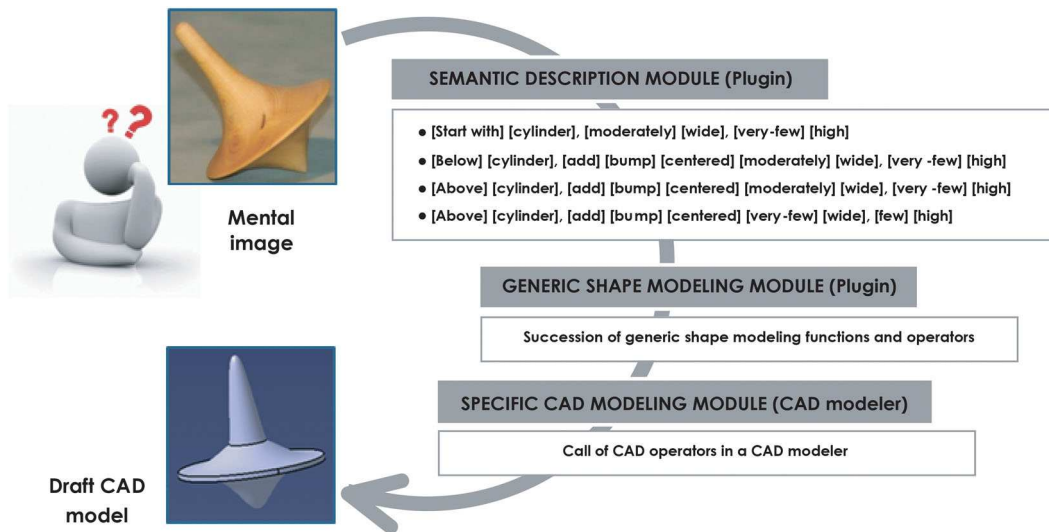 ? ?
Mental
image
SEMANTIC DESCRIPTION MODULE (Plugin)
● [Start with] [cylinder], [moderately] [wide], [very-few] [high]
● [Below] [cylinder], [add] [bump] [centered] [moderately] [wide], [very -few] [high]
● [Above] [cylinder], [add] [bump] [centered] [moderately] [wide], [very -few] [high]
● [Above] [cylinder], [add] [bump] [centered] [very-few] [wide], [few] [high]
GENERIC SHAPE MODELING MODULE (Plugin)
Succession of generic shape modeling functions and operators
SPECIFIC CAD MODELING MODULE (CAD modeler)
Call of CAD operators in a CAD modeler
Draft CAD
model